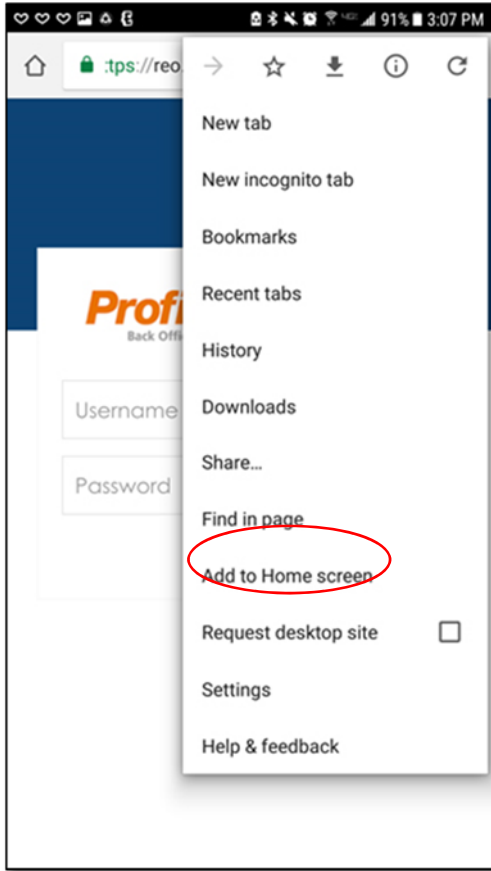 91% 3:07 PM
:tps://reo.
New tab
New incognito tab
Bookmarks
Recent tabs
Profi
Back Offi
History
Downloads
Username
Share...
Password
Find in page
Add to Home screen
Request desktop site
Settings
Help & feedback